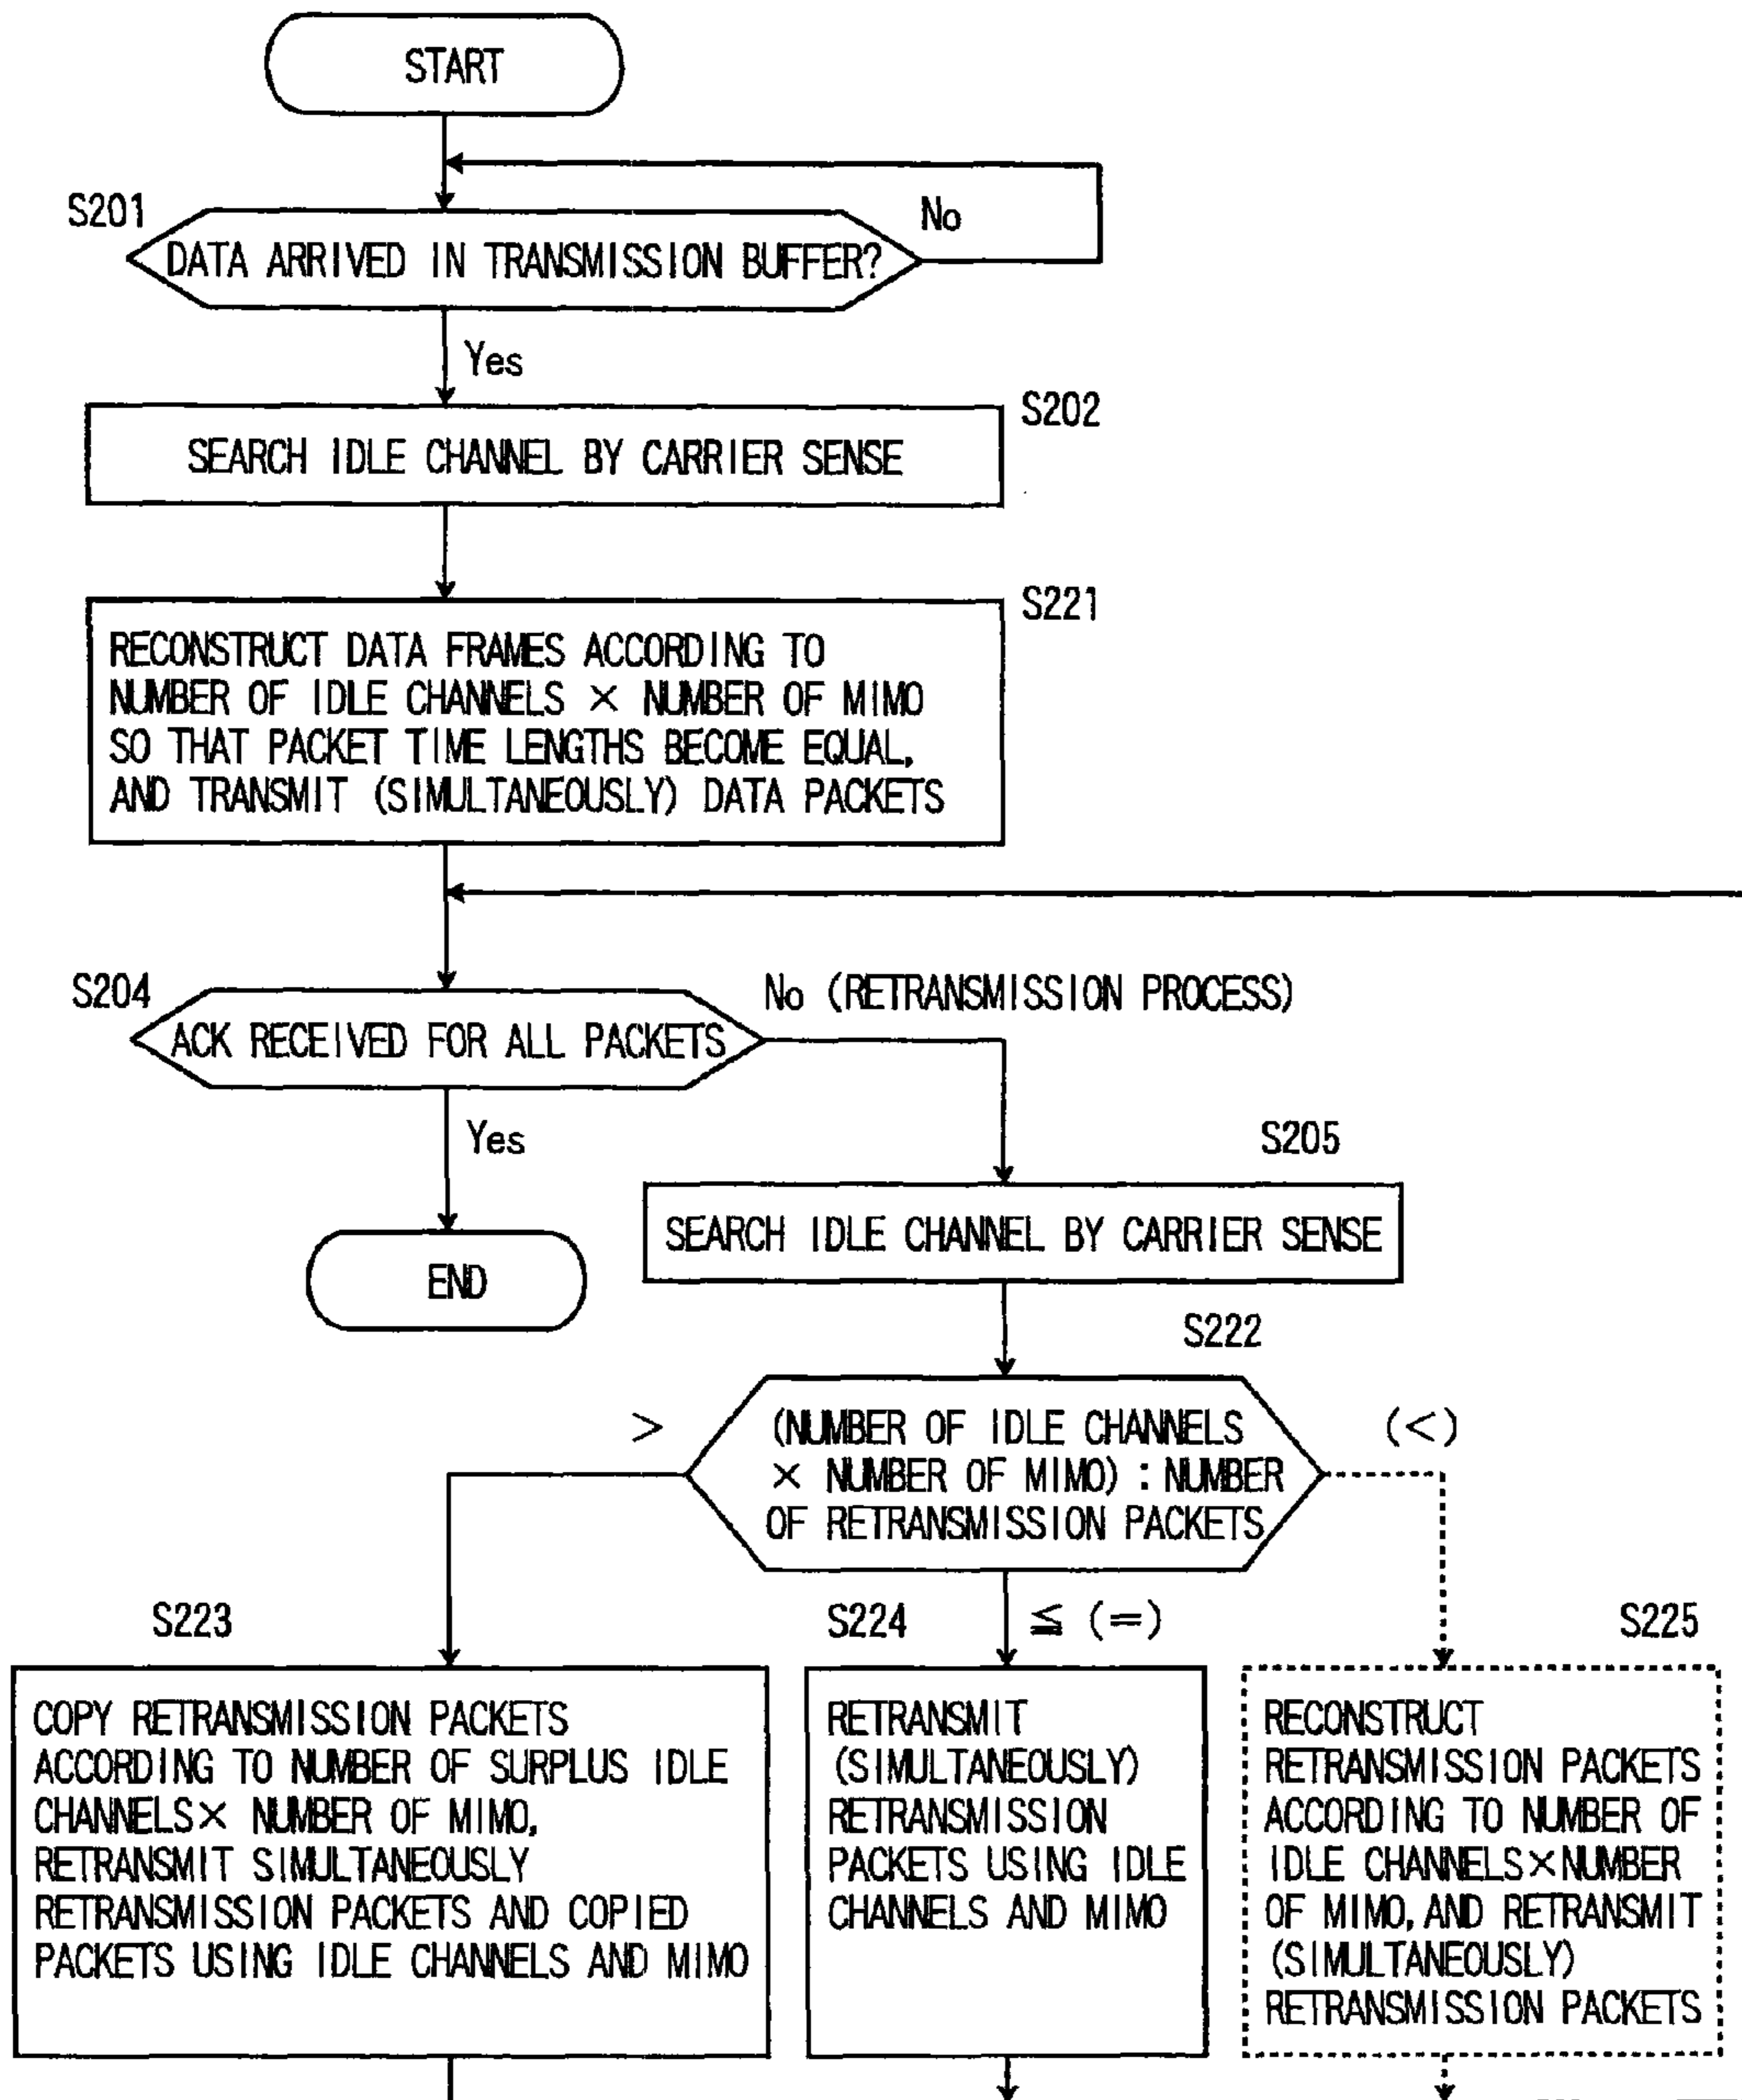 START
S201
DATA ARRIVED IN TRANSMISSION BUFFER?
No
Yes
S202
SEARCH IDLE CHANNEL BY CARRIER SENSE
S221
RECONSTRUCT DATA FRAMES ACCORDING TO
NUMBER OF IDLE CHANNELS × NUMBER OF MIMO
SO THAT PACKET TIME LENGTHS BECOME EQUAL,
AND TRANSMIT (SIMULTANEOUSLY) DATA PACKETS
S204
ACK RECEIVED FOR ALL PACKETS
No (RETRANSMISSION PROCESS)
Yes
END
S205
SEARCH IDLE CHANNEL BY CARRIER SENSE
S222
(NUMBER OF IDLE CHANNELS
× NUMBER OF MIMO) : NUMBER
OF RETRANSMISSION PACKETS
>
(<)
≦ (=)
S223
COPY RETRANSMISSION PACKETS
ACCORDING TO NUMBER OF SURPLUS IDLE
CHANNELS× NUMBER OF MIMO,
RETRANSMIT SIMULTANEOUSLY
RETRANSMISSION PACKETS AND COPIED
PACKETS USING IDLE CHANNELS AND MIMO
S224
RETRANSMIT
(SIMULTANEOUSLY)
RETRANSMISSION
PACKETS USING IDLE
CHANNELS AND MIMO
S225
RECONSTRUCT
RETRANSMISSION PACKETS
ACCORDING TO NUMBER OF
IDLE CHANNELS×NUMBER
OF MIMO, AND RETRANSMIT
(SIMULTANEOUSLY)
RETRANSMISSION PACKETS